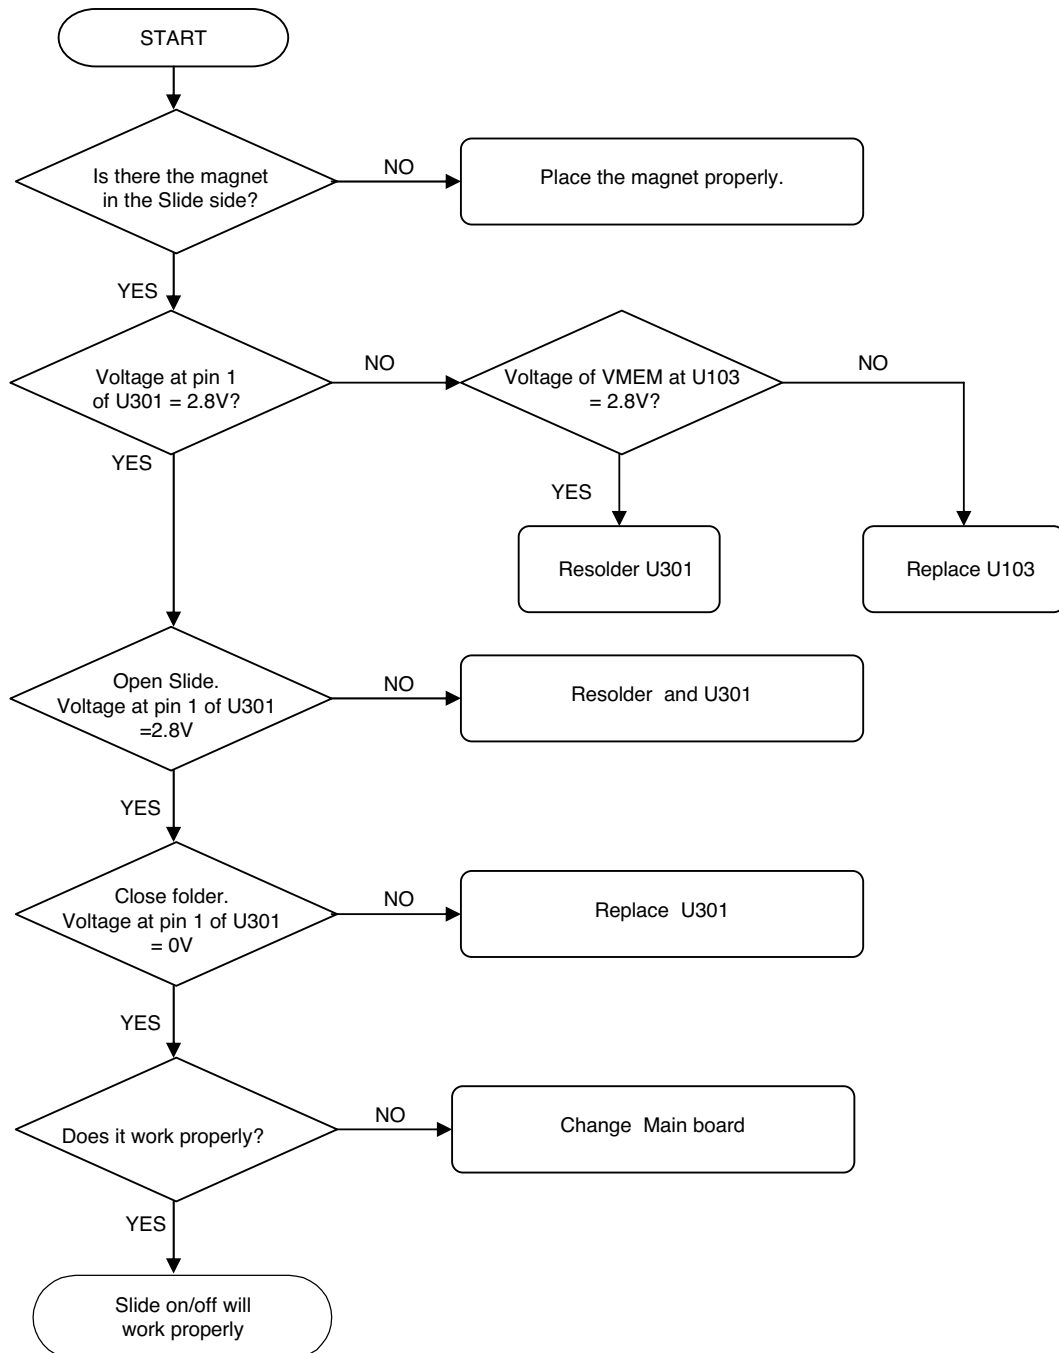 START
Is there the magnet
in the Slide side?
NO
Place the magnet properly.
YES
Voltage at pin 1
of U301 = 2.8V?
NO
Voltage of VMEM at U103
= 2.8V?
NO
YES
YES
Resolder U301
Replace U103
Open Slide.
Voltage at pin 1 of U301
=2.8V
NO
Resolder and U301
YES
Close folder.
Voltage at pin 1 of U301
= 0V
NO
Replace U301
YES
Does it work properly?
NO
Change Main board
YES
Slide on/off will
work properly